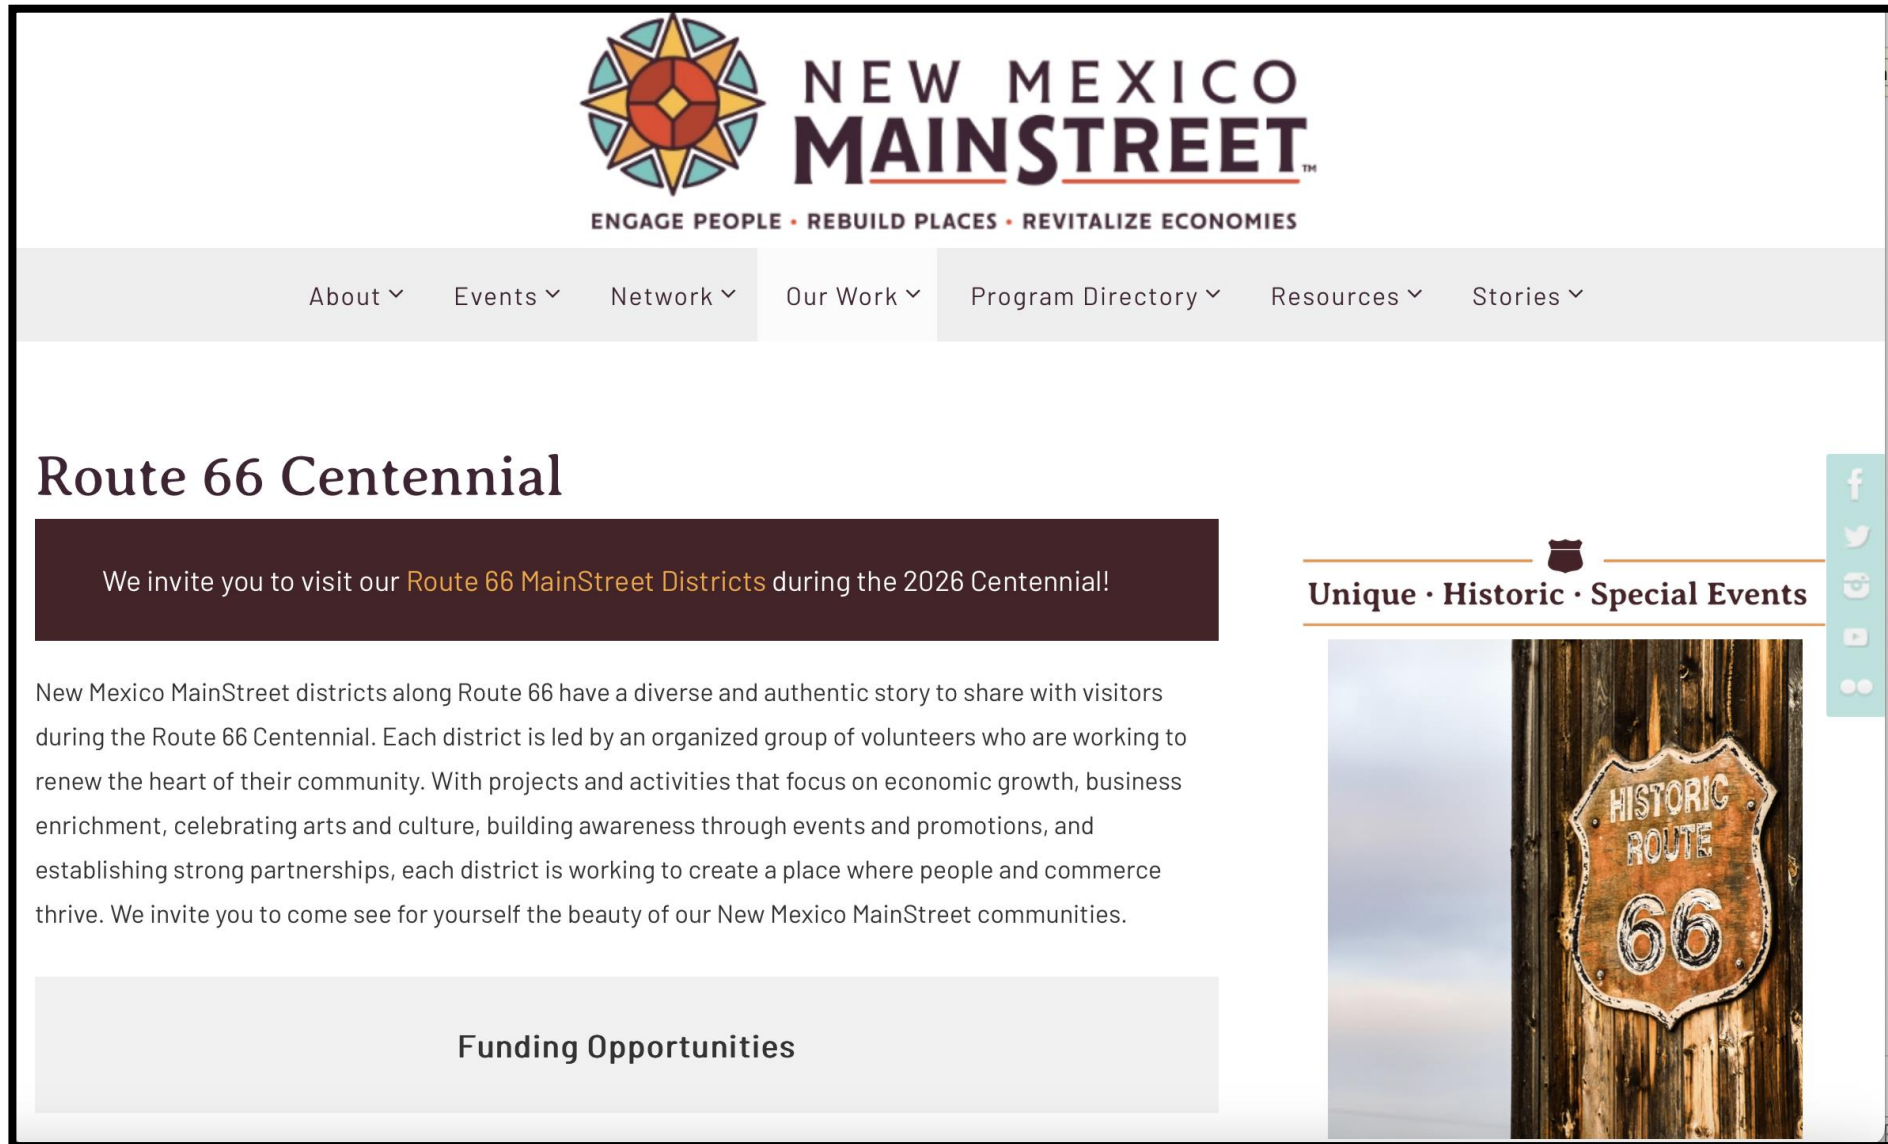 NEW MEXICO
MAINSTREET™
ENGAGE PEOPLE • REBUILD PLACES • REVITALIZE ECONOMIES
About
Events
Network
Our Work
Program Directory
Resources
Stories
Route 66 Centennial
We invite you to visit our Route 66 MainStreet Districts during the 2026 Centennial!
New Mexico MainStreet districts along Route 66 have a diverse and authentic story to share with visitors
during the Route 66 Centennial. Each district is led by an organized group of volunteers who are working to
renew the heart of their community. With projects and activities that focus on economic growth, business
enrichment, celebrating arts and culture, building awareness through events and promotions, and
establishing strong partnerships, each district is working to create a place where people and commerce
thrive. We invite you to come see for yourself the beauty of our New Mexico MainStreet communities.
Funding Opportunities
Unique · Historic · Special Events
HISTORIC
ROUTE
66